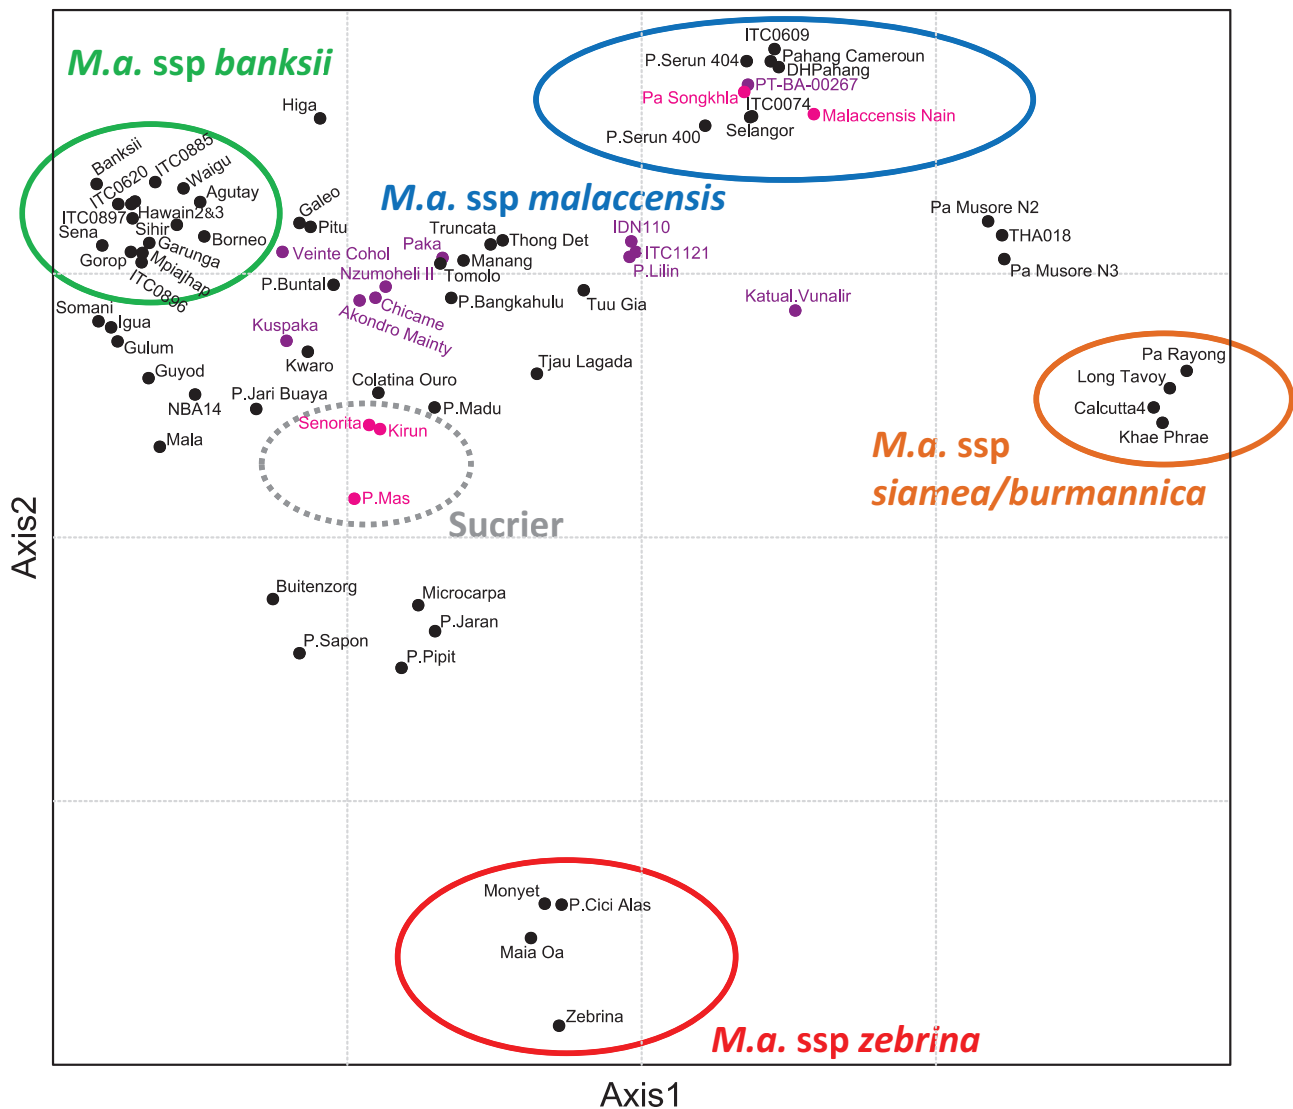 M.a. ssp banksii
ITC0609
P.Serun 404
Pahang Cameroun
DHPahang
PT-BA-00267
Pa Songkhla
ITC0074
Malaccensis Nain
P.Serun 400
Selangor
Higa
Banksii
ITC0885
ITC0620
Waigu
Agutay
M.a. ssp malaccensis
ITC0897
Hawain2&3
Sihir
Sena
Garunga
Borneo
Gorop
Mpiajhap
ITC0896
Galeo
Pitu
Truncata
Thong Det
Paka
Veinte Cohol
Manang
Tomolo
Nzumoheli II
P.Buntal
Chicame
Akondro Mainty
P.Bangkahulu
IDN110
ITC1121
P.Lilin
Tuu Gia
Pa Musore N2
THA018
Pa Musore N3
Katual.Vunalir
Somani
Igua
Gulum
Kuspaka
Kwaro
Guyod
NBA14
P.Jari Buaya
Colatina Ouro
Tjau Lagada
P.Madu
Mala
Senorita
Kirun
P.Mas
Sucrier
Pa Rayong
Long Tavoy
Calcutta4
Khae Phrae
M.a. ssp
siamea/burmannica
Axis2
Buitenzorg
Microcarpa
P.Jaran
P.Sapon
P.Pipit
Monyet
P.Cici Alas
Maia Oa
Zebrina
M.a. ssp zebrina
Axis1